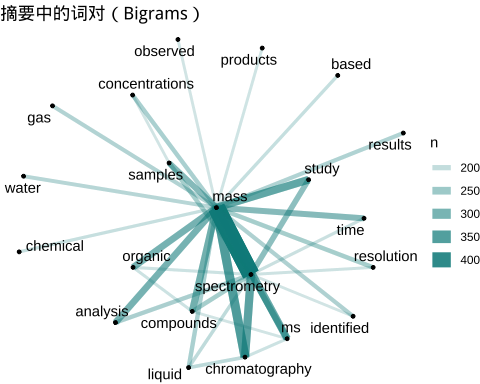 摘要中的词对（Bigrams）
observed
products
based
concentrations
gas
results
n
samples
study
200
water
mass
250
time
300
chemical
organic
resolution
350
spectrometry
400
analysis
compounds
ms
identified
liquid
chromatography